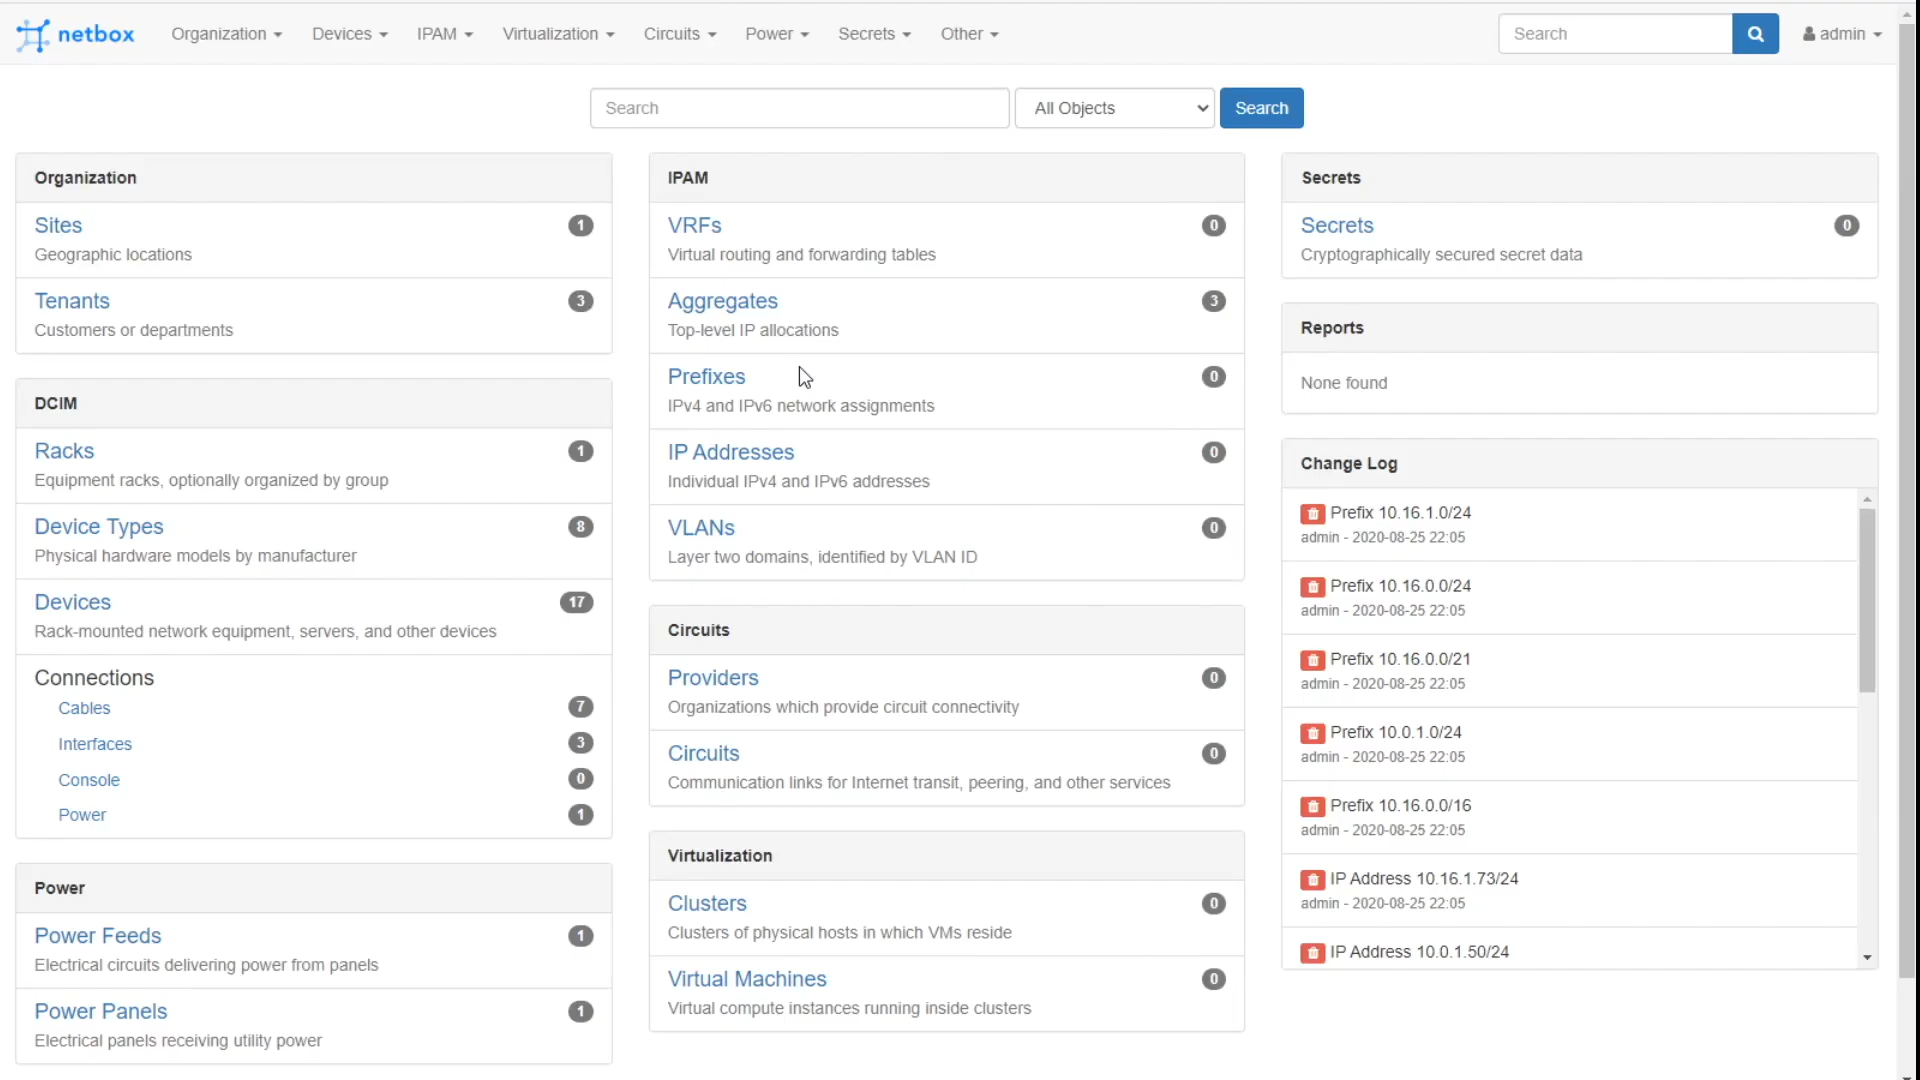 netbox
Organization
Devices
IPAM
Virtualization
Circuits
Power
Secrets
Other
Search
admin
Search
All Objects
Search
Organization
Sites 1
Geographic locations
Tenants 3
Customers or departments
DCIM
Racks 1
Equipment racks, optionally organized by group
Device Types 8
Physical hardware models by manufacturer
Devices 17
Rack-mounted network equipment, servers, and other devices
Connections
Cables 7
Interfaces 3
Console 0
Power 1
Power
Power Feeds 1
Electrical circuits delivering power from panels
Power Panels 1
Electrical panels receiving utility power
IPAM
VRFs 0
Virtual routing and forwarding tables
Aggregates 3
Top-level IP allocations
Prefixes 0
IPv4 and IPv6 network assignments
IP Addresses 0
Individual IPv4 and IPv6 addresses
VLANs 0
Layer two domains, identified by VLAN ID
Circuits
Providers 0
Organizations which provide circuit connectivity
Circuits 0
Communication links for Internet transit, peering, and other services
Virtualization
Clusters 0
Clusters of physical hosts in which VMs reside
Virtual Machines 0
Virtual compute instances running inside clusters
Secrets
Secrets 0
Cryptographically secured secret data
Reports
None found
Change Log
Prefix 10.16.1.0/24
admin - 2020-08-25 22:05
Prefix 10.16.0.0/24
admin - 2020-08-25 22:05
Prefix 10.16.0.0/21
admin - 2020-08-25 22:05
Prefix 10.0.1.0/24
admin - 2020-08-25 22:05
Prefix 10.16.0.0/16
admin - 2020-08-25 22:05
IP Address 10.16.1.73/24
admin - 2020-08-25 22:05
IP Address 10.0.1.50/24